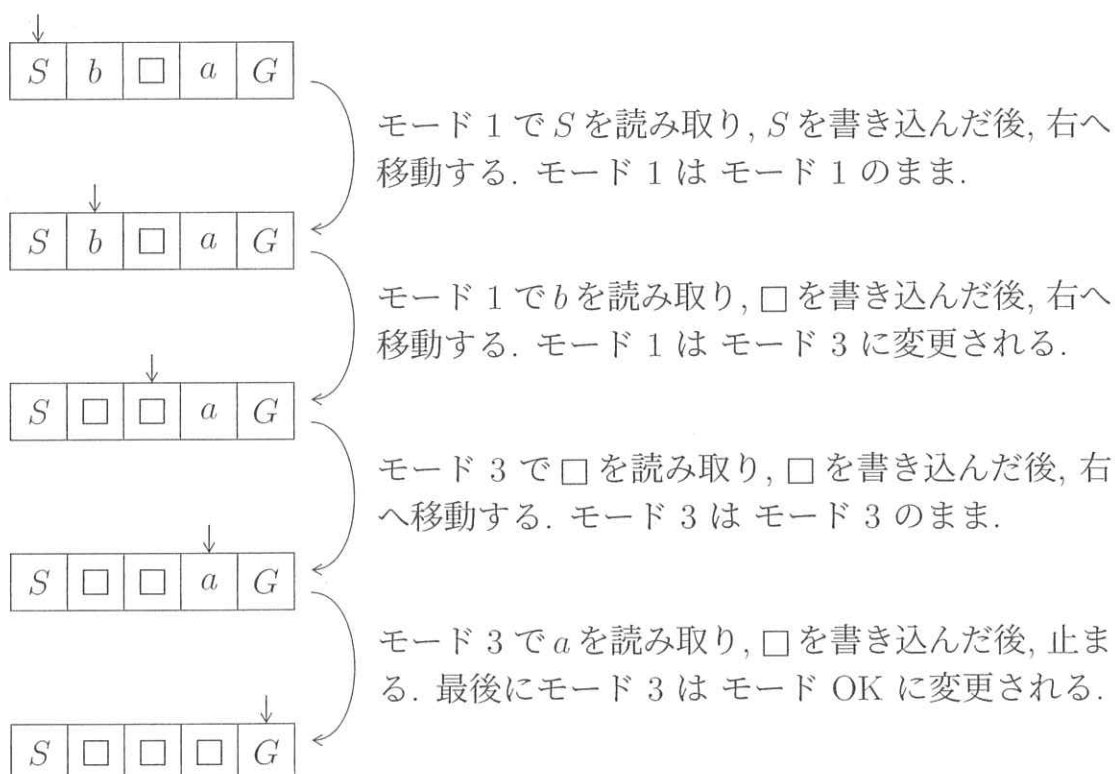 S b □ a G
モード 1 で S を読み取り, S を書き込んだ後, 右へ
移動する. モード 1 は モード 1 のまま.
S b □ a G
モード 1 で b を読み取り, □ を書き込んだ後, 右へ
移動する. モード 1 は モード 3 に変更される.
S □ □ a G
モード 3 で □ を読み取り, □ を書き込んだ後, 右
へ移動する. モード 3 は モード 3 のまま.
S □ □ a G
モード 3 で a を読み取り, □ を書き込んだ後, 止ま
る. 最後にモード 3 は モード OK に変更される.
S □ □ □ G